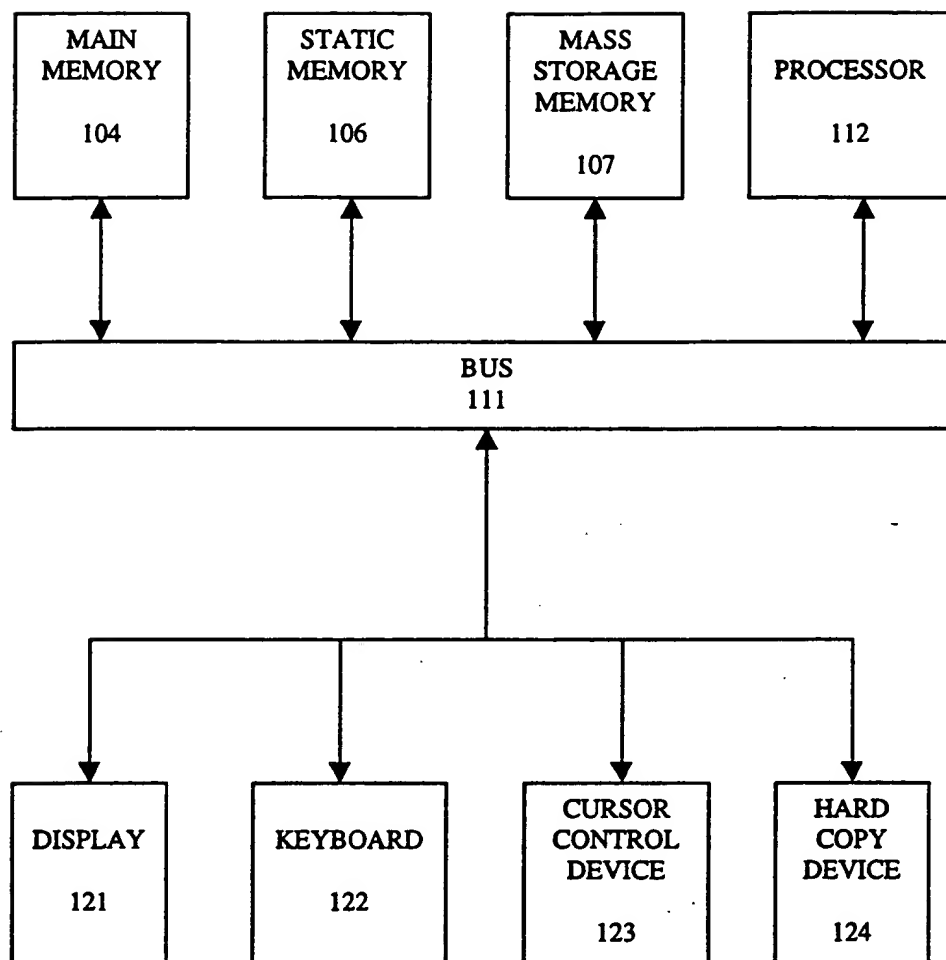 MAIN
MEMORY
104
STATIC
MEMORY
106
MASS
STORAGE
MEMORY
107
PROCESSOR
112
BUS
111
DISPLAY
121
KEYBOARD
122
CURSOR
CONTROL
DEVICE
123
HARD
COPY
DEVICE
124